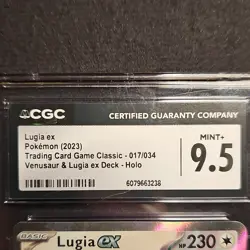 CGC
CERTIFIED GUARANTY COMPANY
Lugia ex
Pokémon (2023)
Trading Card Game Classic - 017/034
Venusaur & Lugia ex Deck - Holo
6079663238
MINT+
9.5
BASIC
Lugia ex
HP 230